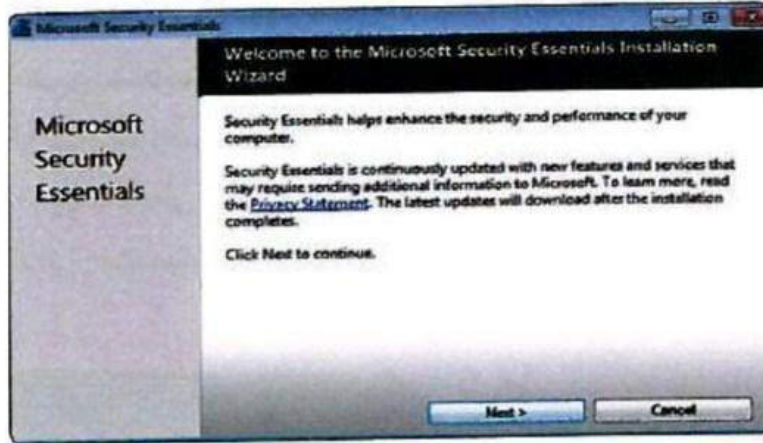 Microsoft Security Essentials
Welcome to the Microsoft Security Essentials Installation
Wizard
Microsoft
Security
Essentials
Security Essentials helps enhance the security and performance of your
computer.
Security Essentials is continuously updated with new features and services that
may require sending additional information to Microsoft. To learn more, read
the Privacy Statement. The latest updates will download after the installation
completes.
Click Next to continue.
Next >
Cancel